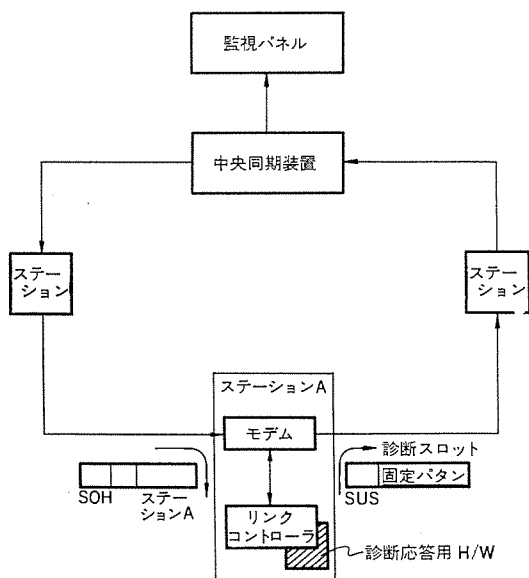 監視パネル
中央同期装置
ステー
ション
ステー
ション
ステーションA
モデム
診断スロット
固定パタン
SOH
ステー
ションA
SUS
リンク
コントローラ
診断応答用H/W